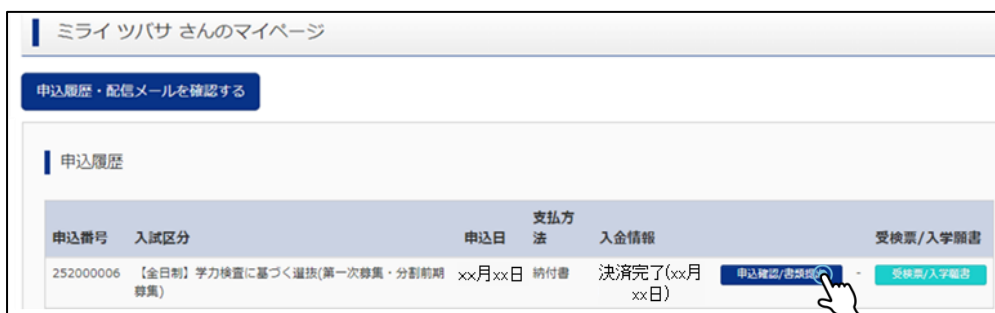 ミライ ツバサ さんのマイページ
申込履歴・配信メールを確認する
申込履歴
申込番号 入試区分 申込日 支払方法 入金情報 受検票/入学願書
252000006 【全日制】学力検査に基づく選抜(第一次募集・分割前期募集) xx月xx日 納付書 決済完了(xx月xx日) 申込確認/書類提 - 受検票/入学願書